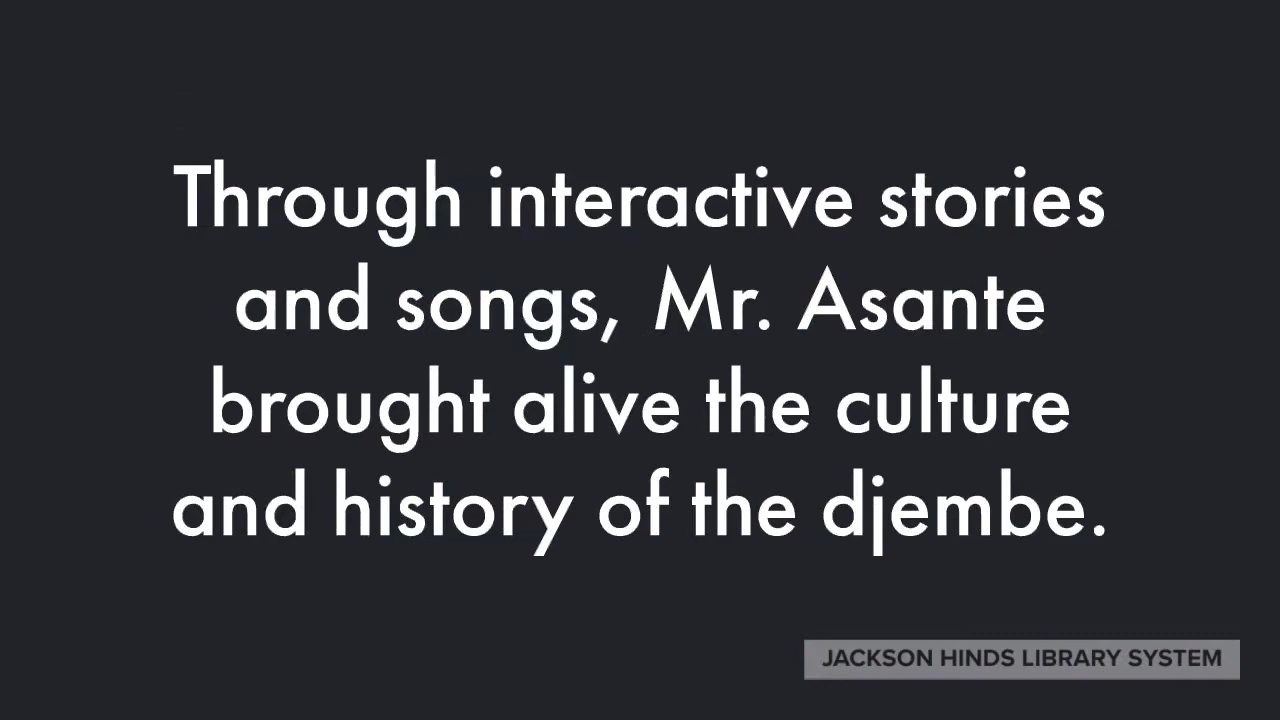 Through interactive stories
and songs, Mr. Asante
brought alive the culture
and history of the djembe.
JACKSON HINDS LIBRARY SYSTEM